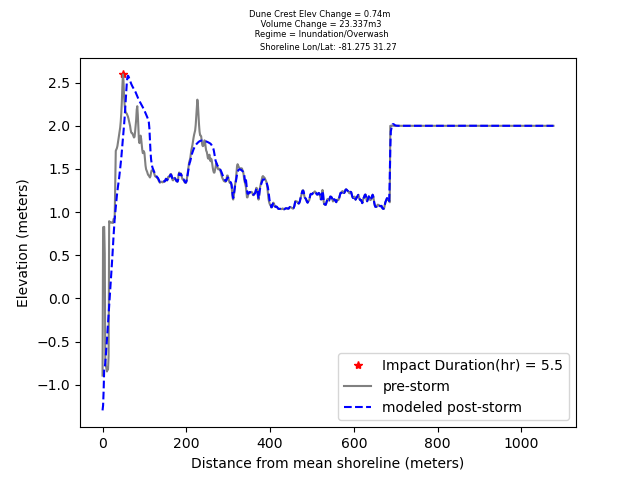 Dune Crest Elev Change = 0.74m
Volume Change = 23.337m3
Regime = Inundation/Overwash
Shoreline Lon/Lat: -81.275 31.27
Elevation (meters)
2.5
2.0
1.5
1.0
0.5
0.0
−0.5
−1.0
Impact Duration(hr) = 5.5
pre-storm
modeled post-storm
0 200 400 600 800 1000
Distance from mean shoreline (meters)